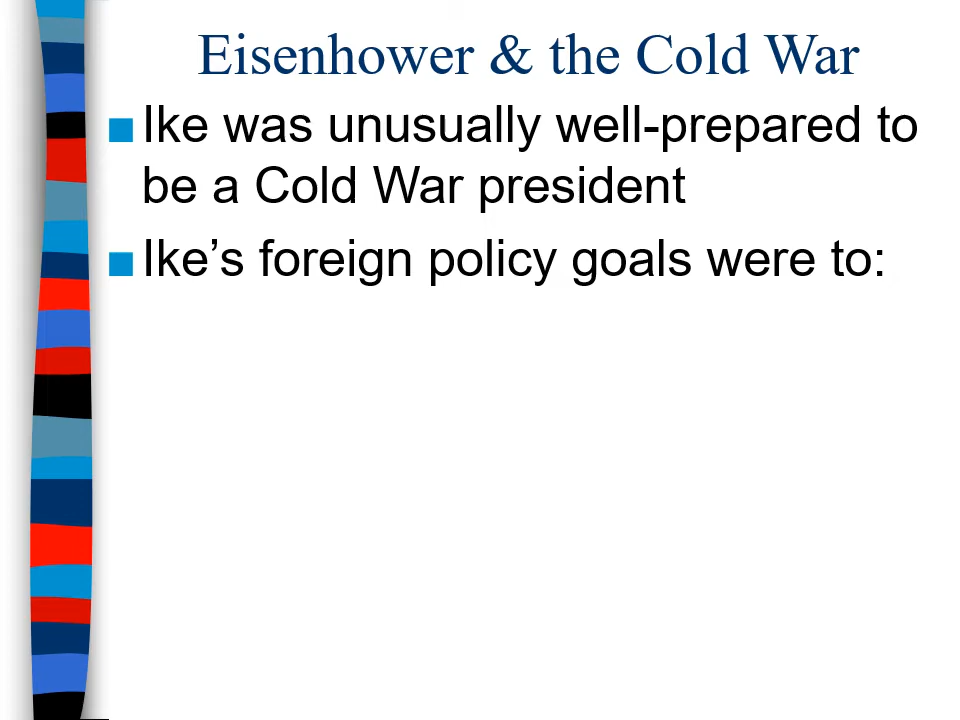 Eisenhower & the Cold War
■Ike was unusually well-prepared to
be a Cold War president
■Ike’s foreign policy goals were to: